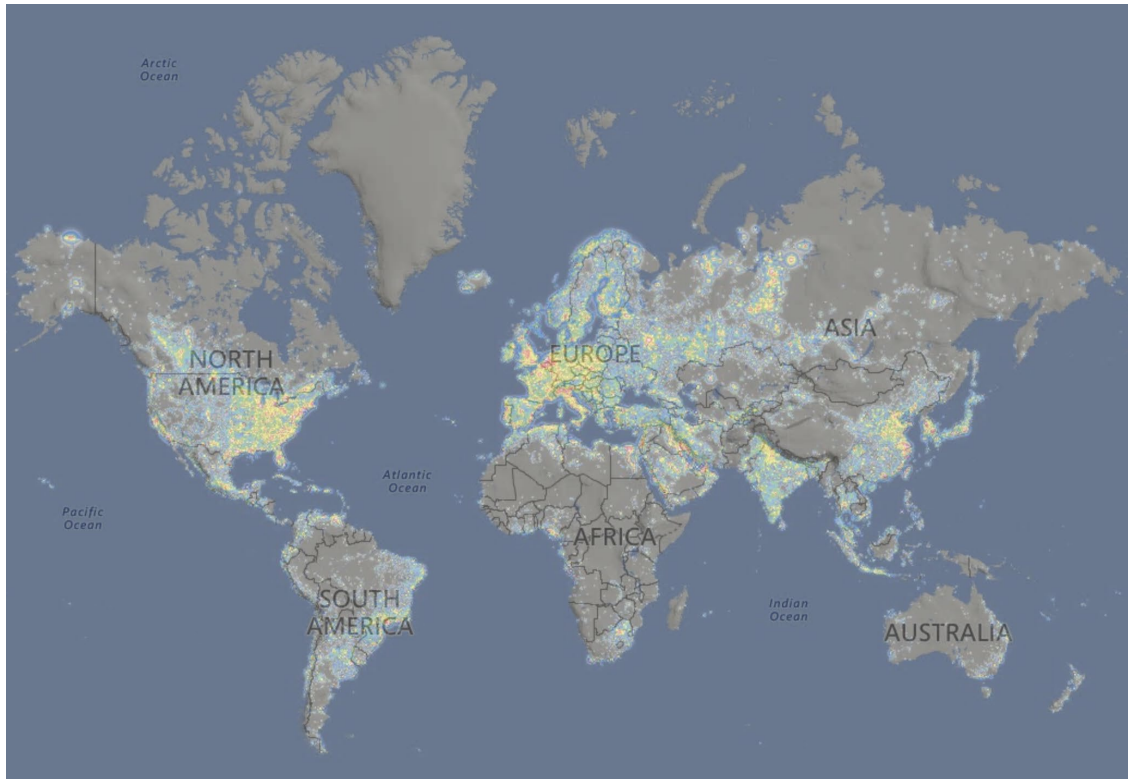 Arctic
Ocean
ASIA
NORTH
AMERICA
EUROPE
Atlantic
Ocean
Pacific
Ocean
AFRICA
SOUTH
AMERICA
Indian
Ocean
AUSTRALIA